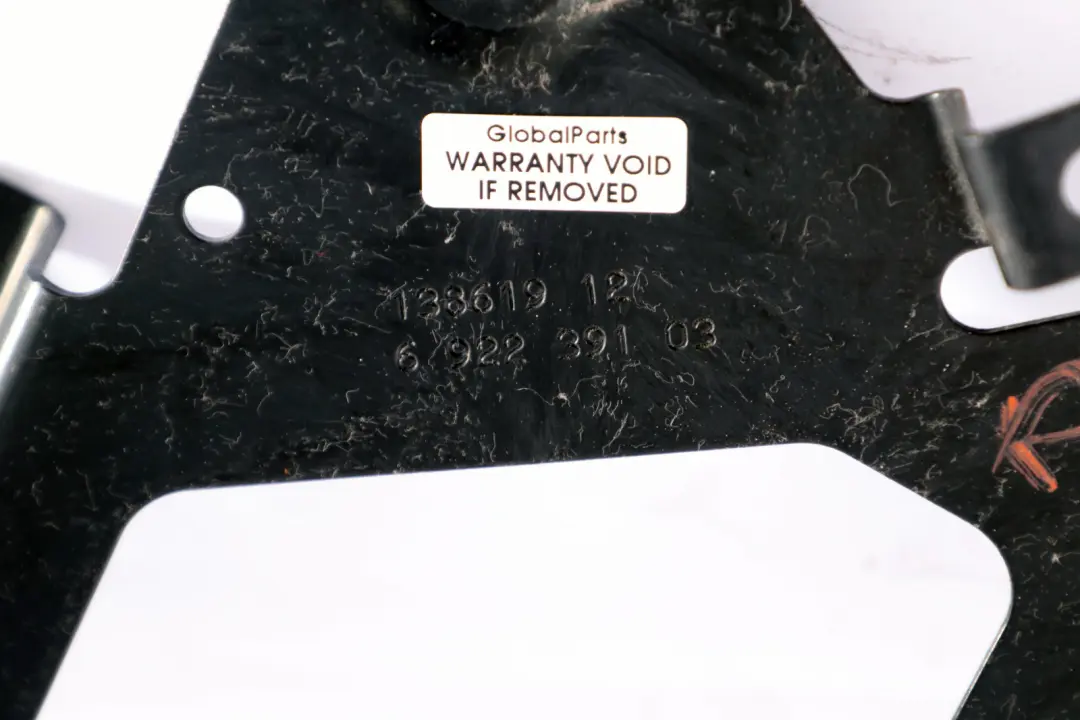 GlobalParts
WARRANTY VOID
IF REMOVED
138619 12
6 922 391 03
R